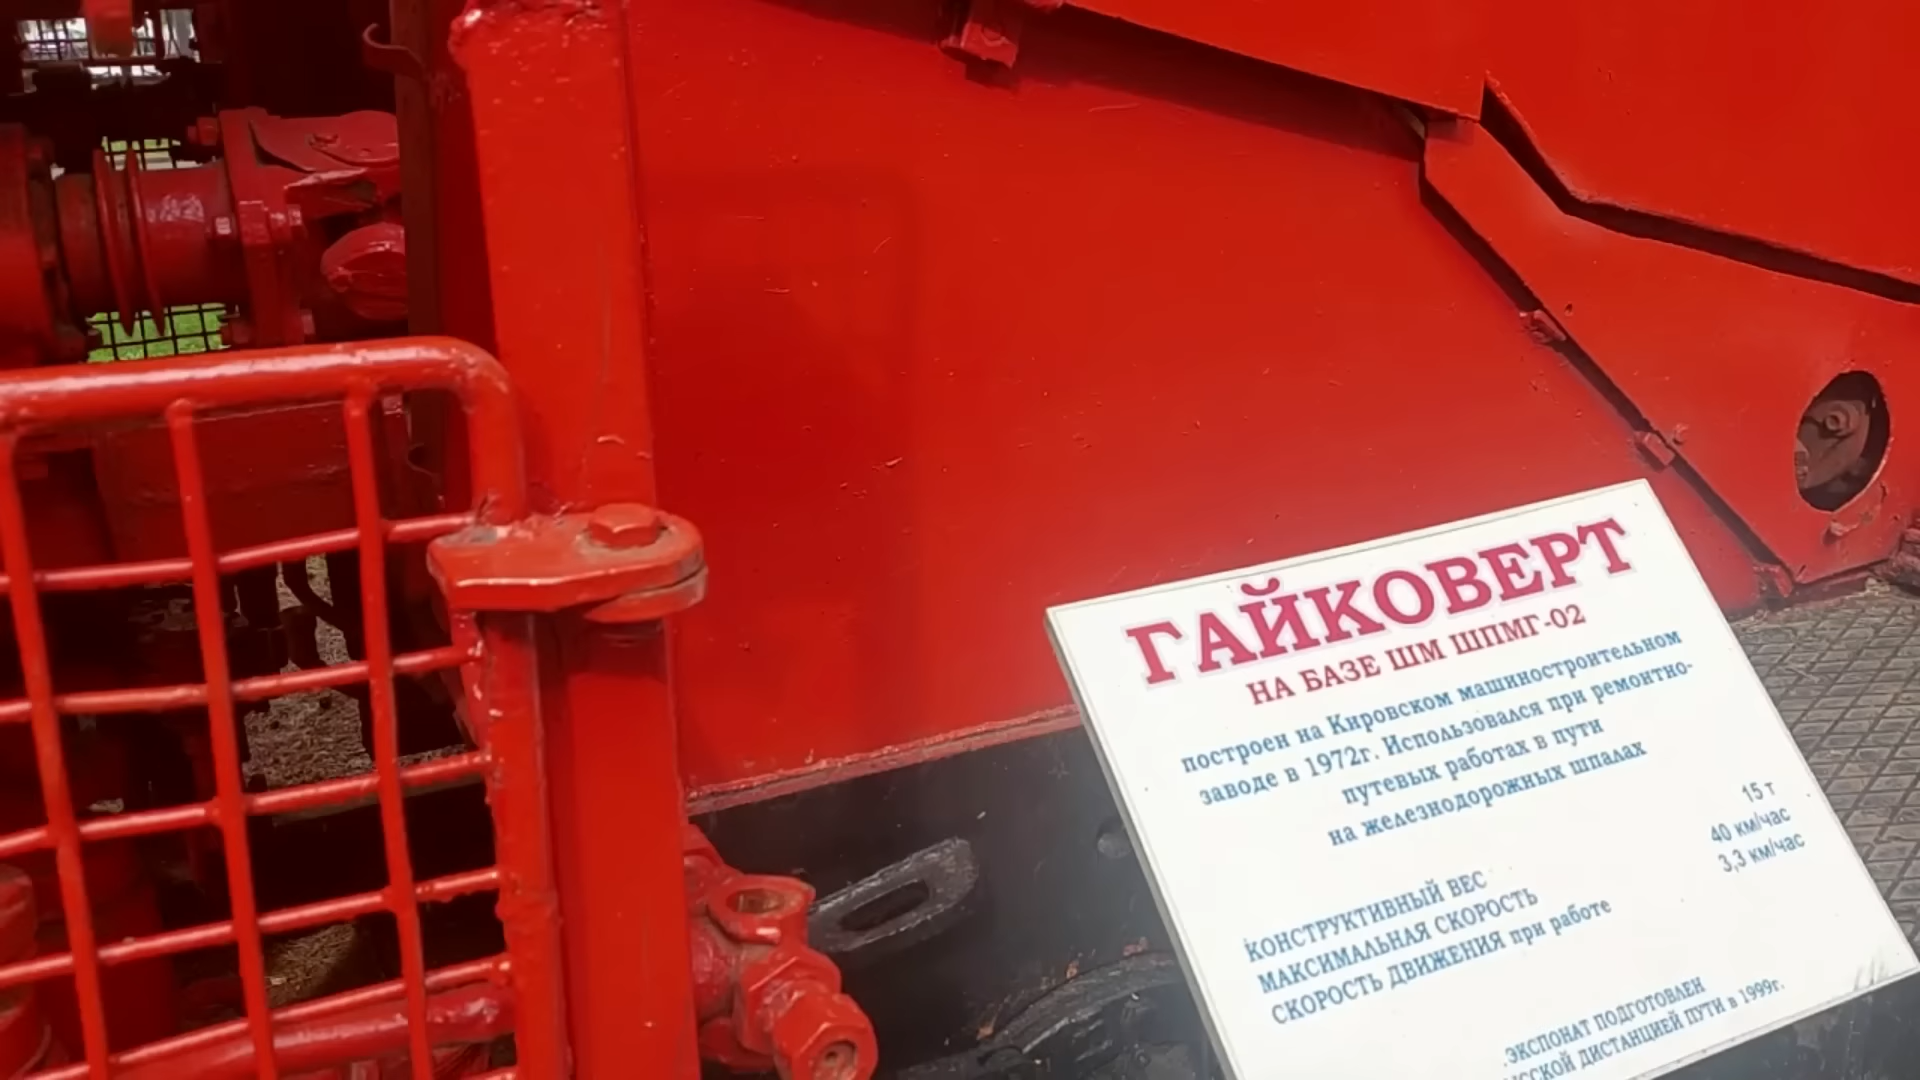 ГАЙКОВЕРТ
НА БАЗЕ ШМ ШПМГ-02
построен на Кировском машиностроительном
заводе в 1972г. Использовался при ремонтно-
путевых работах в пути
на железнодорожных шпалах
КОНСТРУКТИВНЫЙ ВЕС 15 т
МАКСИМАЛЬНАЯ СКОРОСТЬ 40 км/час
СКОРОСТЬ ДВИЖЕНИЯ при работе 3,3 км/час
ЭКСПОНАТ ПОДГОТОВЛЕН
ДИСТАНЦИЕЙ ПУТИ в 1999г.